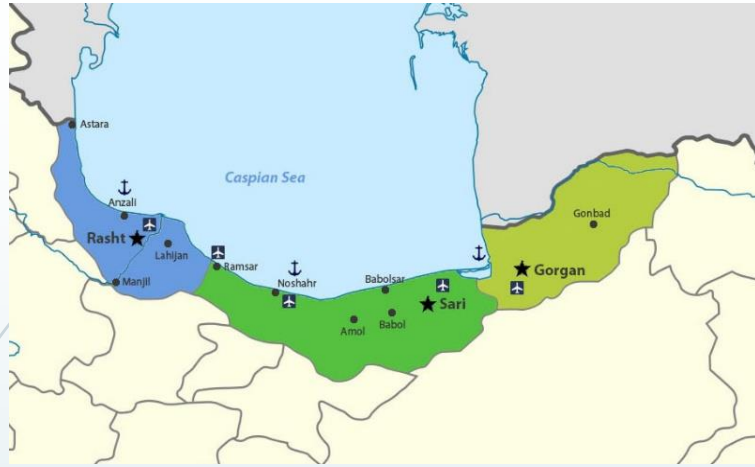 Astara
Caspian Sea
Anzali
Rasht
Lahijan
Manjil
Ramsar
Noshahr
Babolsar
Amol
Babol
Sari
Gonbad
Gorgan